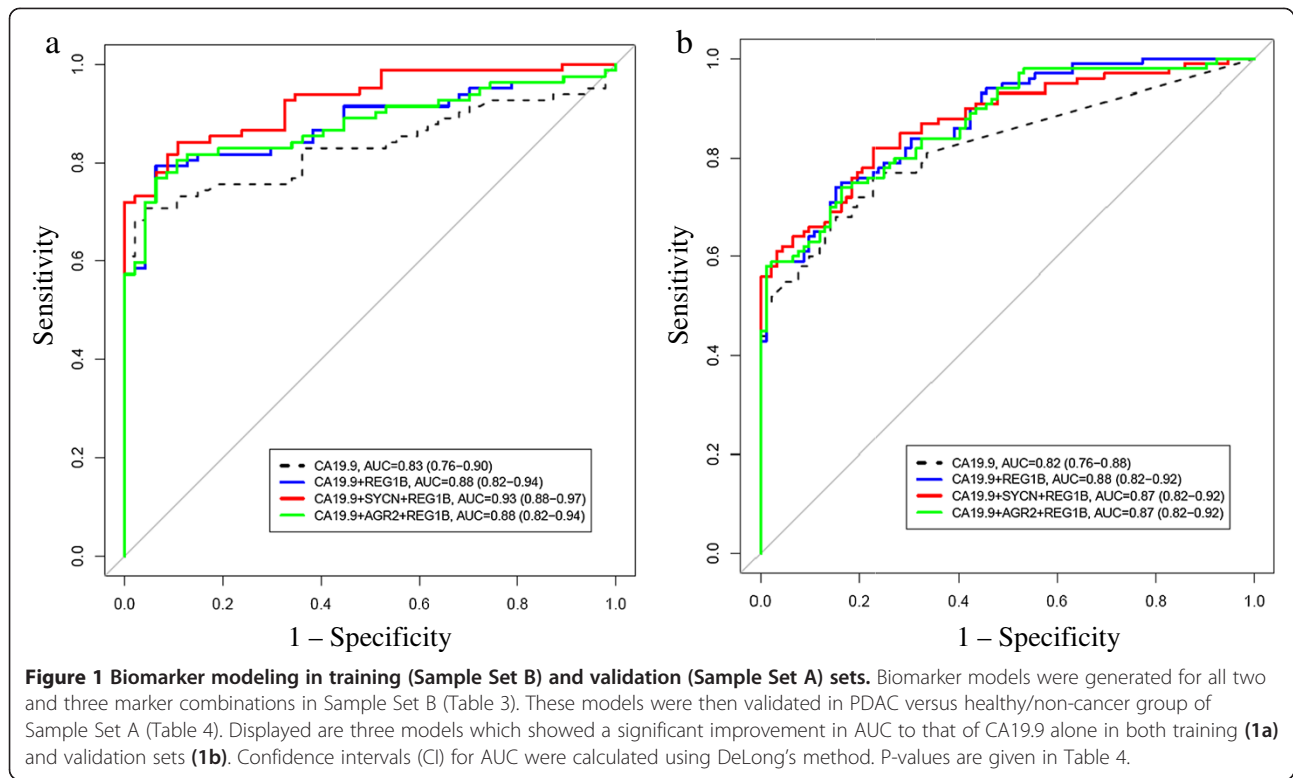 a
Sensitivity
1.0
0.8
0.6
0.4
0.2
0.0
CA19.9, AUC=0.83 (0.76–0.90)
CA19.9+REG1B, AUC=0.88 (0.82–0.94)
CA19.9+SYCN+REG1B, AUC=0.93 (0.88–0.97)
CA19.9+AGR2+REG1B, AUC=0.88 (0.82–0.94)
0.0 0.2 0.4 0.6 0.8 1.0
1 – Specificity
b
Sensitivity
1.0
0.8
0.6
0.4
0.2
0.0
CA19.9, AUC=0.82 (0.76–0.88)
CA19.9+REG1B, AUC=0.88 (0.82–0.92)
CA19.9+SYCN+REG1B, AUC=0.87 (0.82–0.92)
CA19.9+AGR2+REG1B, AUC=0.87 (0.82–0.92)
0.0 0.2 0.4 0.6 0.8 1.0
1 – Specificity
Figure 1 Biomarker modeling in training (Sample Set B) and validation (Sample Set A) sets. Biomarker models were generated for all two
and three marker combinations in Sample Set B (Table 3). These models were then validated in PDAC versus healthy/non-cancer group of
Sample Set A (Table 4). Displayed are three models which showed a significant improvement in AUC to that of CA19.9 alone in both training (1a)
and validation sets (1b). Confidence intervals (CI) for AUC were calculated using DeLong's method. P-values are given in Table 4.